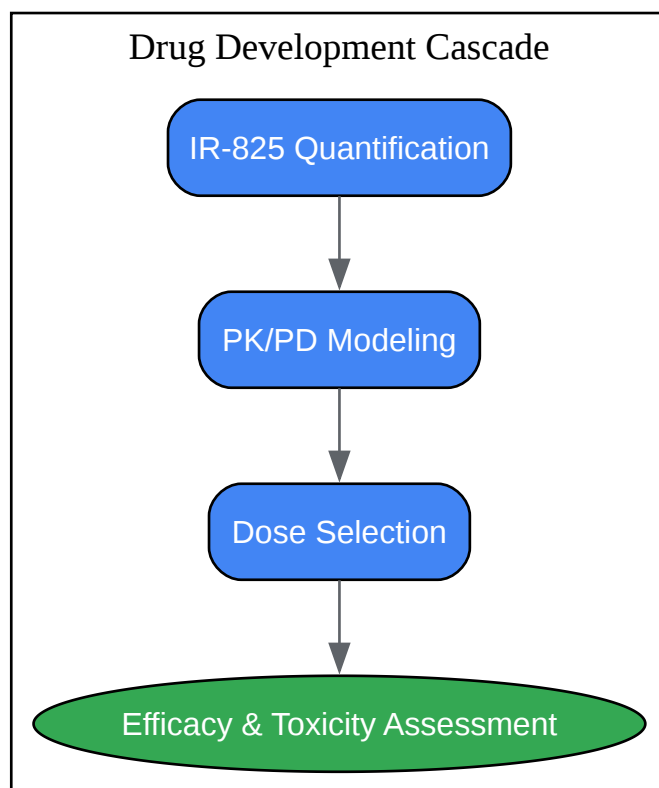 Drug Development Cascade
IR-825 Quantification
PK/PD Modeling
Dose Selection
Efficacy & Toxicity Assessment